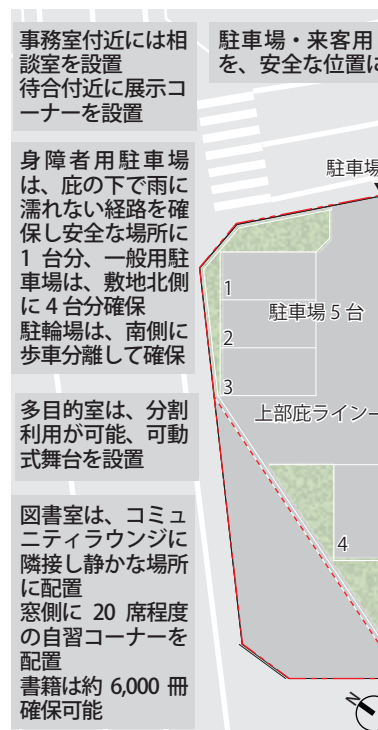 事務室付近には相
談室を設置
待合付近に展示コ
ーナーを設置
駐車場・来客用
を、安全な位置に
身障者用駐車場
は、庇の下で雨に
濡れない経路を確
保し安全な場所に
1 台分、一般用駐
車場は、敷地北側
に 4 台分確保
駐輪場は、南側に
歩車分離して確保
駐車場
1
駐車場 5 台
2
3
上部庇ライン
多目的室は、分割
利用が可能、可動
式舞台を設置
図書室は、コミュ
ニティラウンジに
隣接し静かな場所
に配置
窓側に 20 席程度
の自習コーナーを
配置
書籍は約 6,000 冊
確保可能
4
N